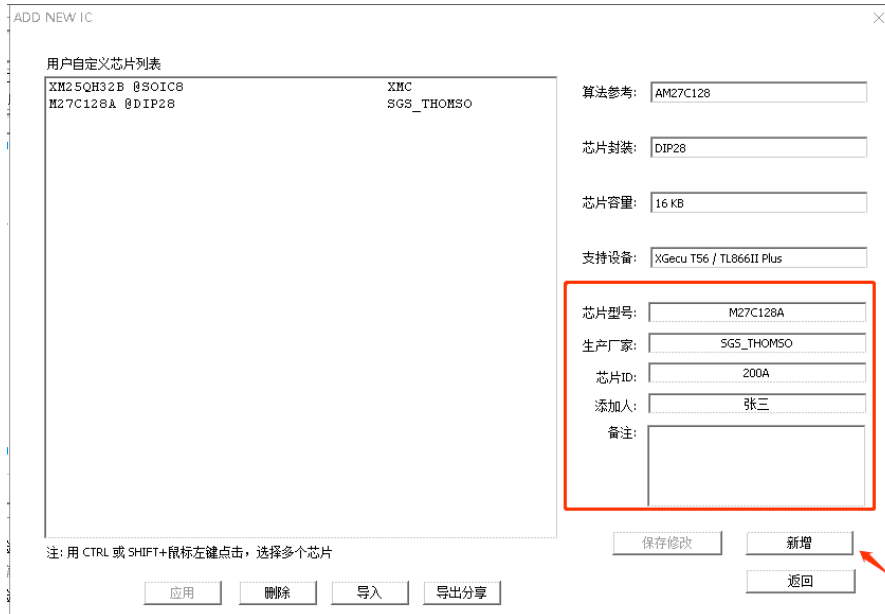 ADD NEW IC
用户自定义芯片列表
XM25QH32B @SOIC8 XMC
M27C128A @DIP28 SGS_THOMSO
算法参考: AM27C128
芯片封装: DIP28
芯片容量: 16 KB
支持设备: XGecu T56 / TL866II Plus
芯片型号: M27C128A
生产厂家: SGS_THOMSO
芯片ID: 200A
添加人: 张三
备注:
保存修改 新增
注: 用 CTRL 或 SHIFT+鼠标左键点击，选择多个芯片
应用 删除 导入 导出分享 返回